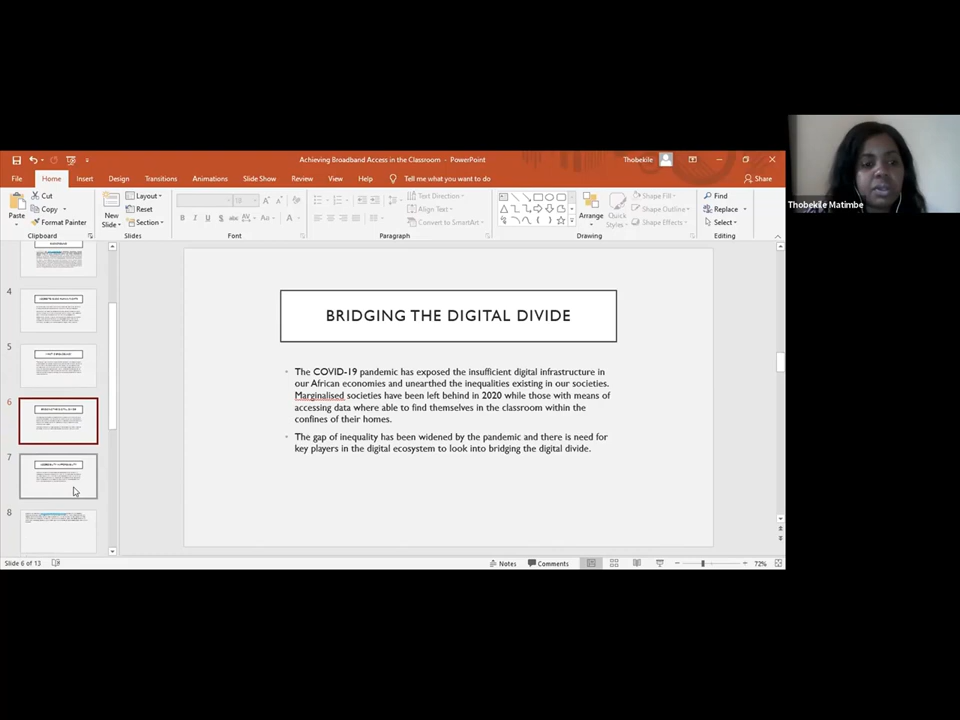 Achieving Broadband Access in the Classroom - PowerPoint
Thobekile
File Home Insert Design Transitions Animations Slide Show Review View Help Tell me what you want to do
Share
Paste
Cut
Copy
Format Painter
Clipboard
New
Slide
Layout
Reset
Section
Slides
18
B I U S
Aa
A
Font
Text Direction
Align Text
Convert to SmartArt
Paragraph
Arrange
Quick
Styles
Shape Fill
Shape Outline
Shape Effects
Drawing
Find
Replace
Select
Editing
Thobekile Matimbe
4
5
6
7
8
BRIDGING THE DIGITAL DIVIDE
• The COVID-19 pandemic has exposed the insufficient digital infrastructure in
our African economies and unearthed the inequalities existing in our societies.
Marginalised societies have been left behind in 2020 while those with means of
accessing data where able to find themselves in the classroom within the
confines of their homes.
• The gap of inequality has been widened by the pandemic and there is need for
key players in the digital ecosystem to look into bridging the digital divide.
Slide 6 of 13
Notes
Comments
72%